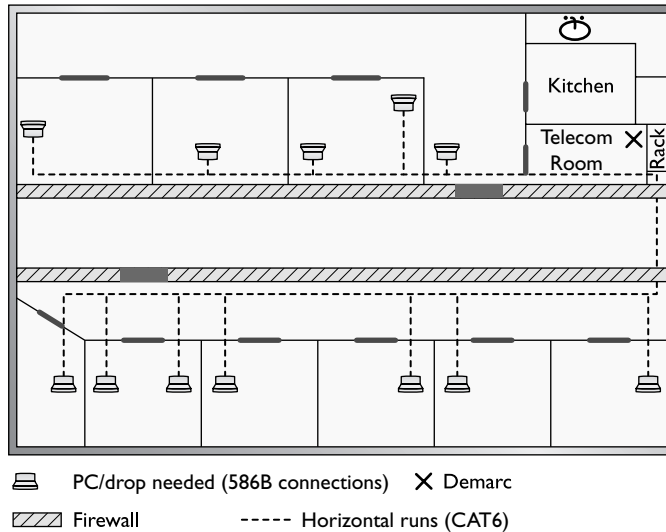 Kitchen
Telecom
Room
Rack
PC/drop needed (586B connections)
Demarc
Firewall
Horizontal runs (CAT6)